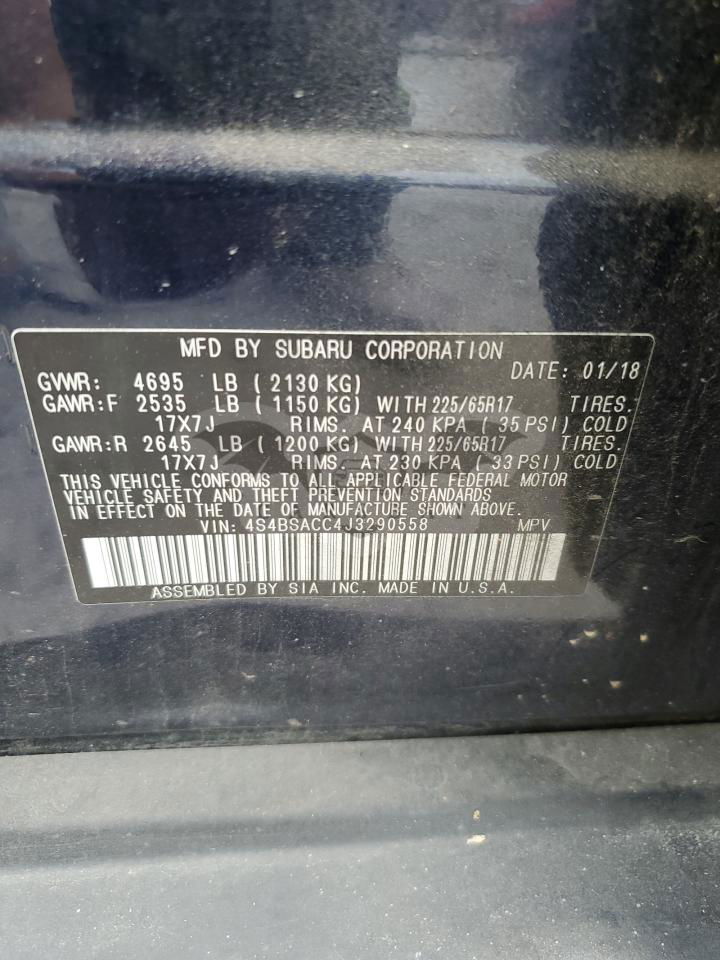 MFD BY SUBARU CORPORATION
DATE: 01/18
GVWR: 4695 LB ( 2130 KG)
GAWR:F 2535 LB ( 1150 KG) WITH 225/65R17 TIRES.
17X7J RIMS. AT 240 KPA ( 35 PSI) COLD
GAWR:R 2645 LB ( 1200 KG) WITH 225/65R17 TIRES.
17X7J RIMS. AT 230 KPA ( 33 PSI) COLD
THIS VEHICLE CONFORMS TO ALL APPLICABLE FEDERAL MOTOR
VEHICLE SAFETY AND THEFT PREVENTION STANDARDS
IN EFFECT ON THE DATE OF MANUFACTURE SHOWN ABOVE.
VIN: 4S4BSACC4J3290558 MPV
ASSEMBLED BY SIA INC. MADE IN U.S.A.